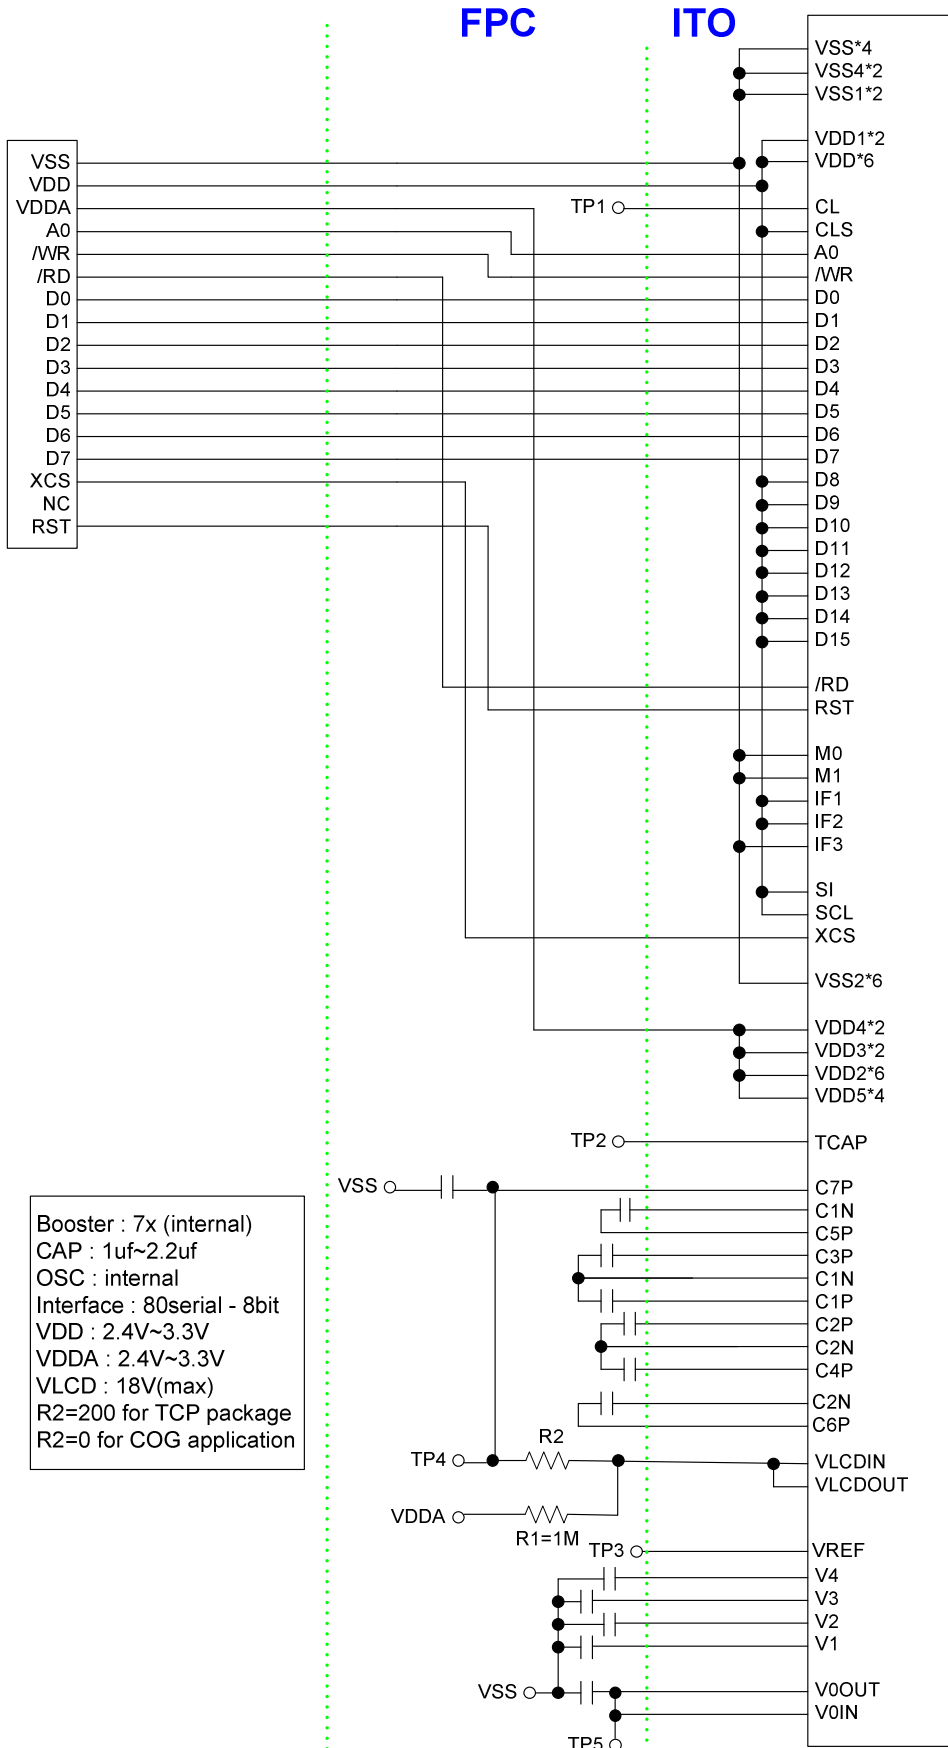 FPC
ITO
VSS
VDD
VDDA
A0
/WR
/RD
D0
D1
D2
D3
D4
D5
D6
D7
XCS
NC
RST
VSS*4
VSS4*2
VSS1*2
VDD1*2
VDD*6
TP1
CL
CLS
A0
/WR
D0
D1
D2
D3
D4
D5
D6
D7
D8
D9
D10
D11
D12
D13
D14
D15
/RD
RST
M0
M1
IF1
IF2
IF3
SI
SCL
XCS
VSS2*6
VDD4*2
VDD3*2
VDD2*6
VDD5*4
TP2
TCAP
VSS
C7P
C1N
C5P
C3P
C1N
C1P
C2P
C2N
C4P
C2N
C6P
Booster : 7x (internal)
CAP : 1uf~2.2uf
OSC : internal
Interface : 80serial - 8bit
VDD : 2.4V~3.3V
VDDA : 2.4V~3.3V
VLCD : 18V(max)
R2=200 for TCP package
R2=0 for COG application
TP4
R2
VLCDIN
VLCDOUT
VDDA
R1=1M
TP3
VREF
V4
V3
V2
V1
VSS
V0OUT
V0IN
TP5